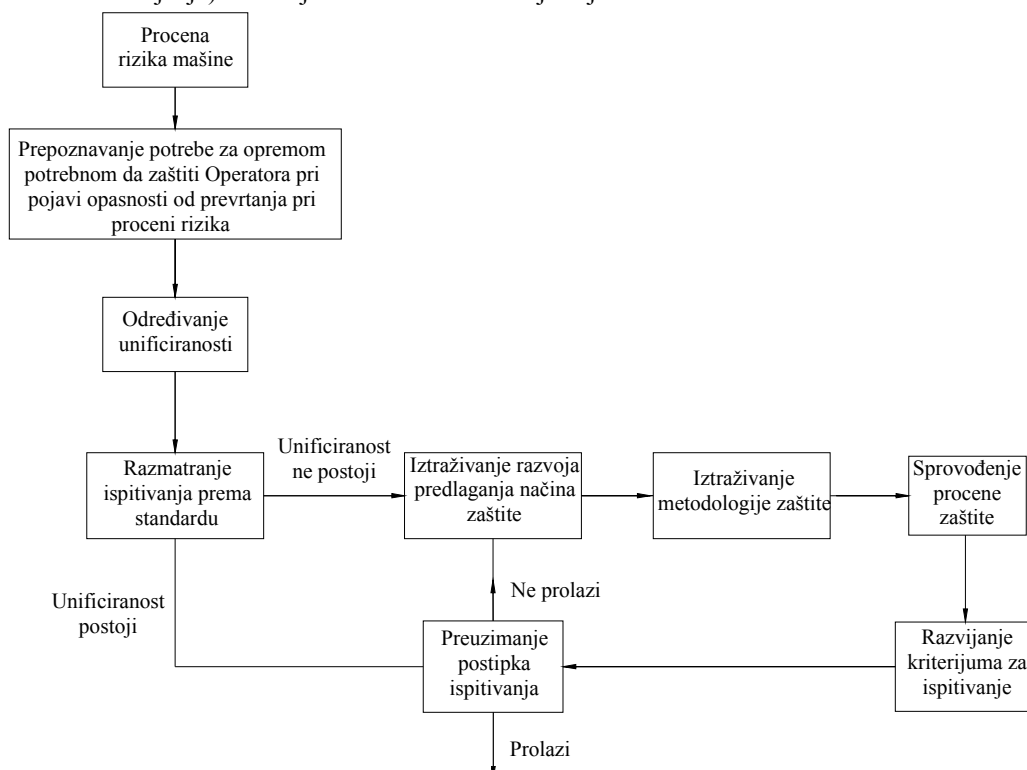 Procena
rizika mašine
Prepoznavanje potrebe za opremom
potrebnom da zaštiti Operatora pri
pojavi opasnosti od prevrtanja pri
proceni rizika
Određivanje
unificiranosti
Razmatranje
ispitivanja prema
standardu
Unificiranost
ne postoji
Iztraživanje razvoja
predlaganja načina
zaštite
Iztraživanje
metodologije zaštite
Sprovođenje
procene
zaštite
Unificiranost
postoji
Ne prolazi
Preuzimanje
postipka
ispitivanja
Razvijanje
kriterijuma za
ispitivanje
Prolazi